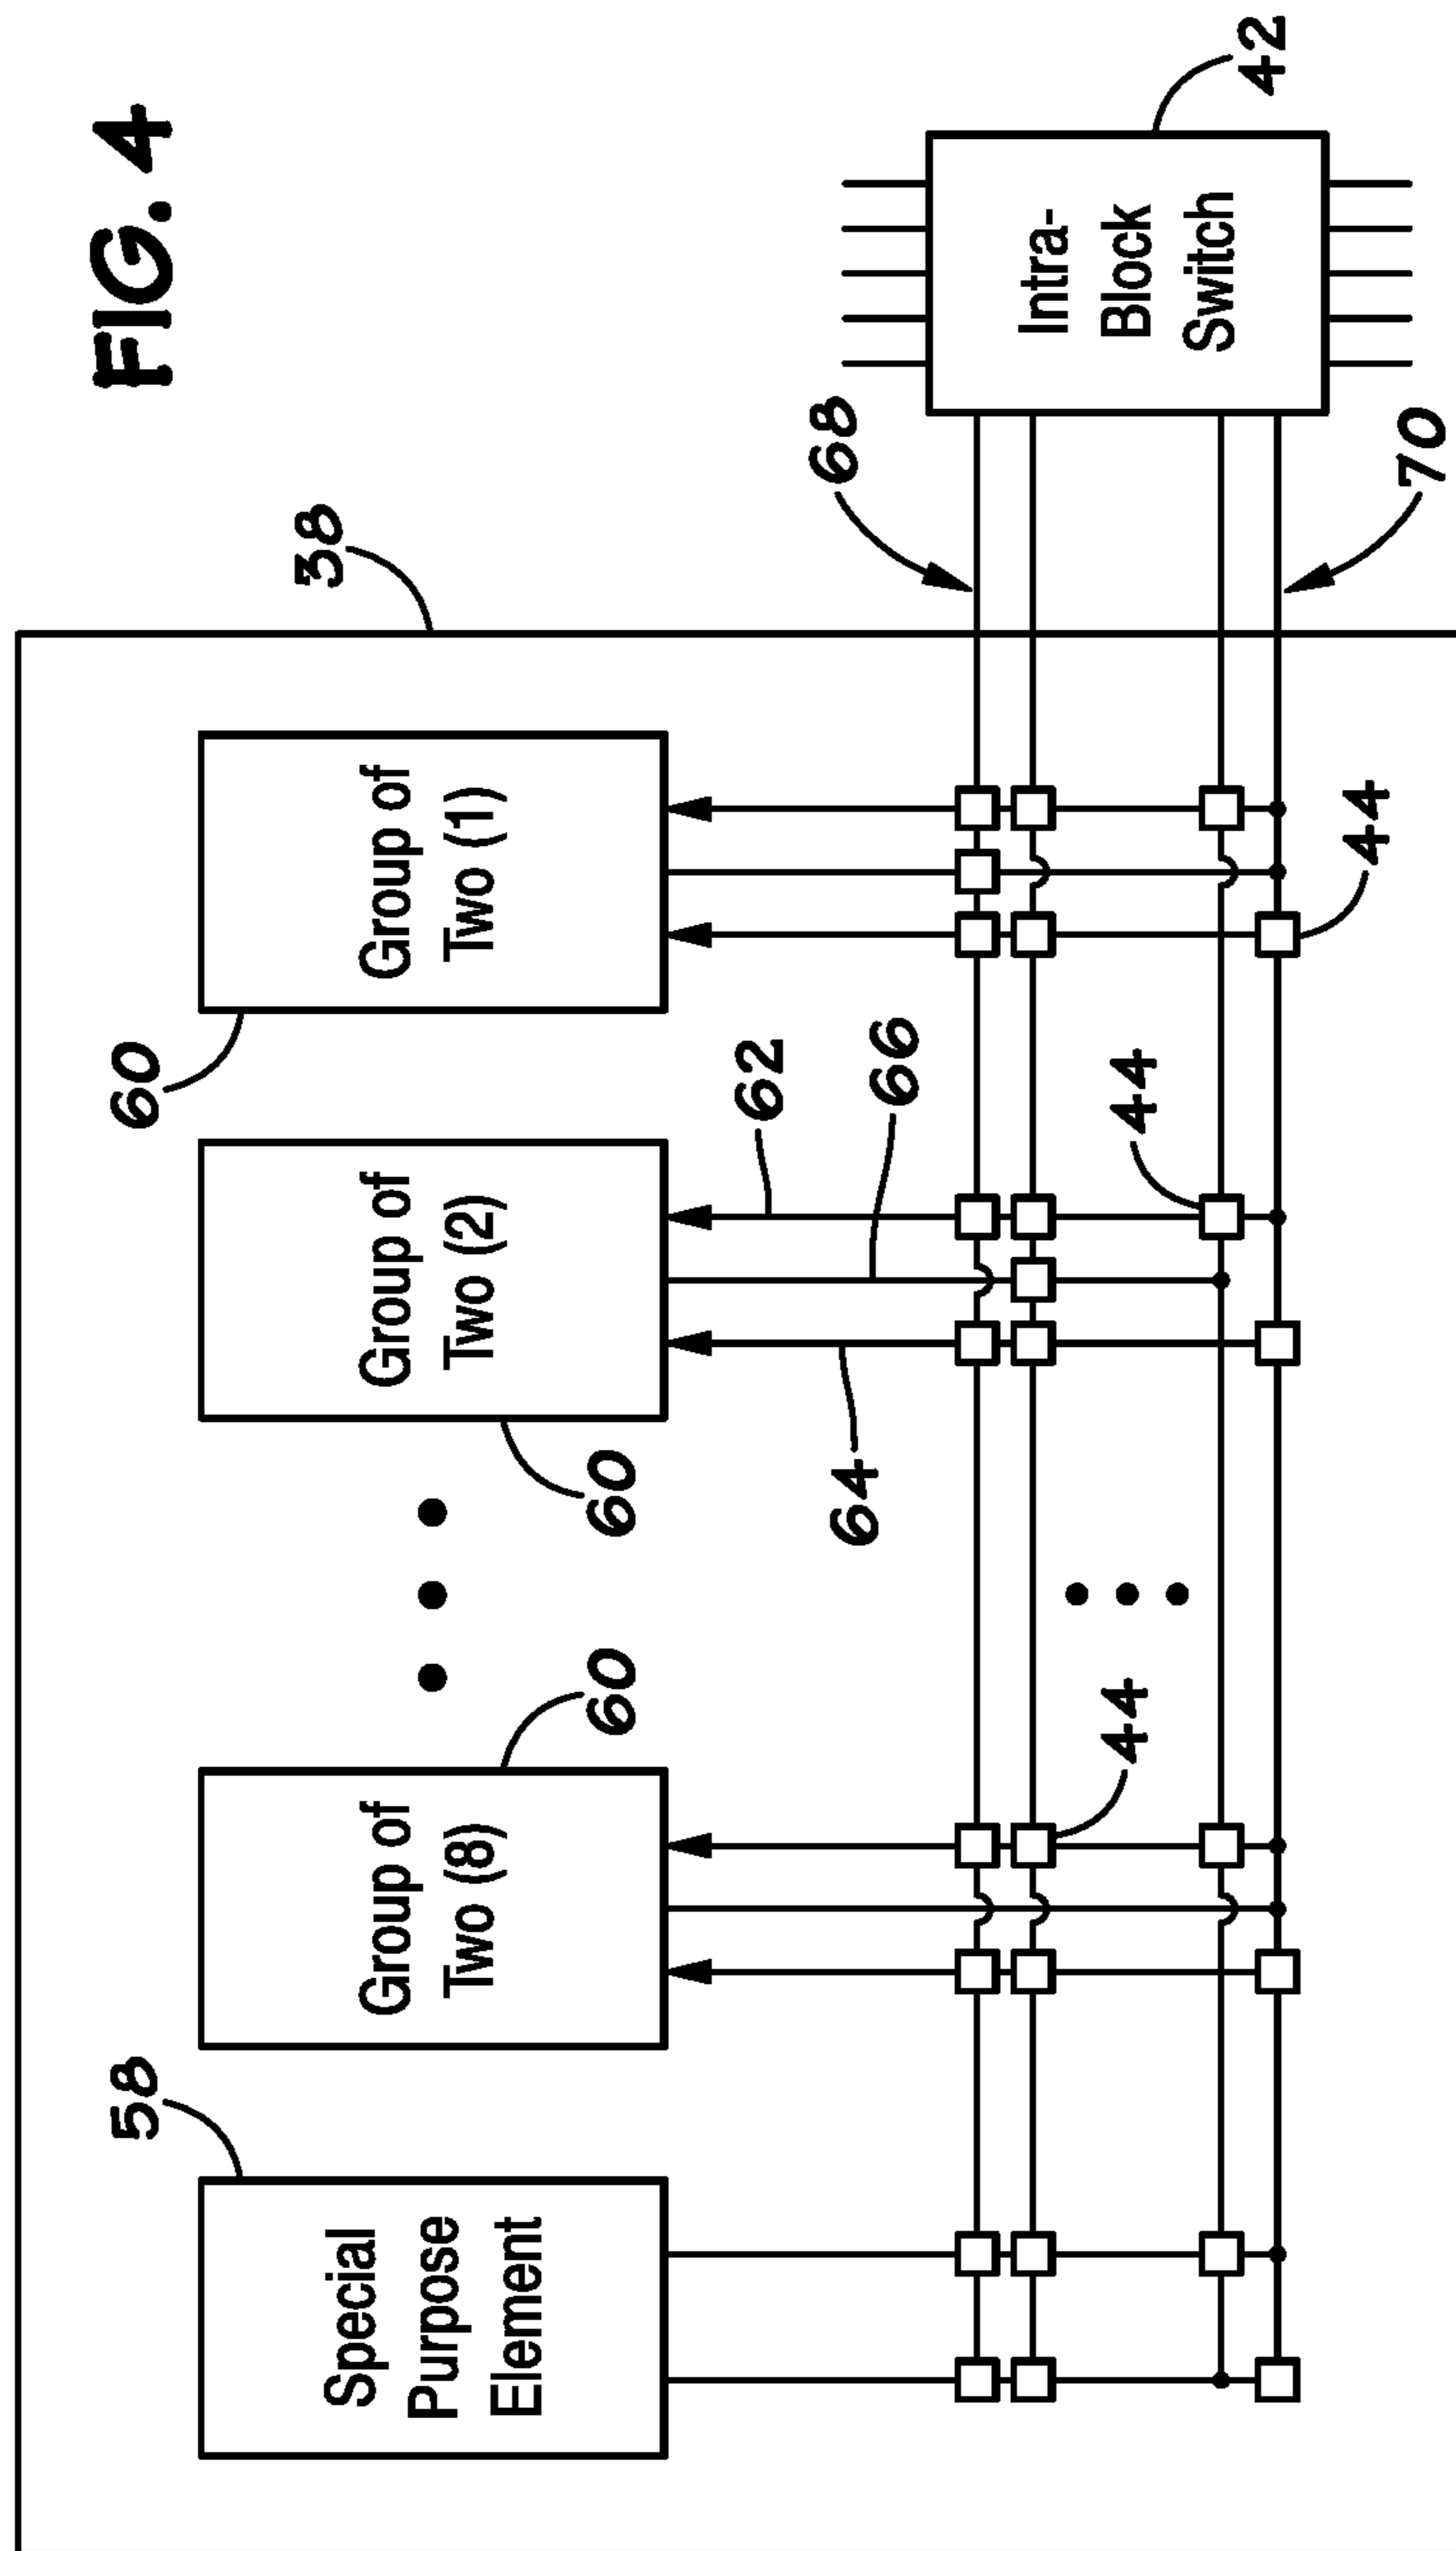 FIG. 4
38
60
Group of
Two (1)
60
Group of
Two (2)
60
Group of
Two (8)
58
Special
Purpose
Element
62
66
64
68
70
44
44
44
Intra-
Block
Switch
42